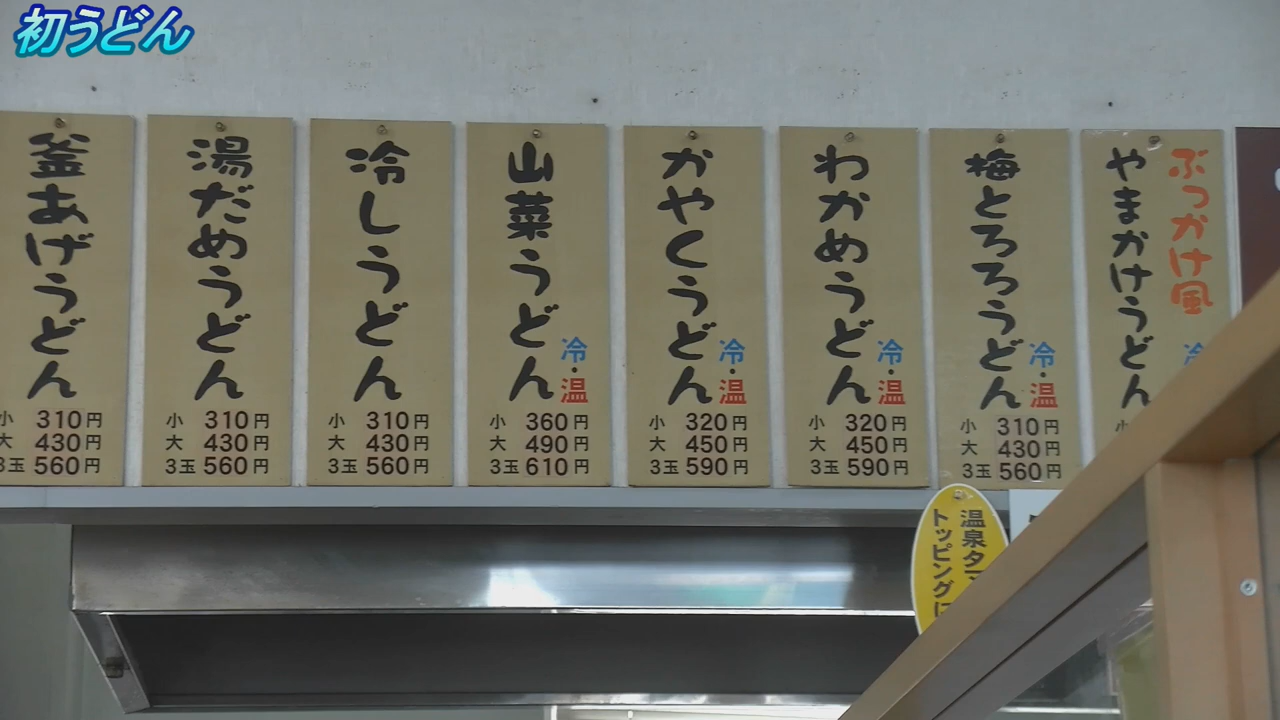 初うどん
釜あげうどん
小 310円
大 430円
3玉 560円
湯だめうどん
小 310円
大 430円
3玉 560円
冷しうどん
小 310円
大 430円
3玉 560円
山菜うどん
冷・温
小 360円
大 490円
3玉 610円
かやくうどん
冷・温
小 320円
大 450円
3玉 590円
わかめうどん
冷・温
小 320円
大 450円
3玉 590円
梅とろろうどん
冷・温
小 310円
大 430円
3玉 560円
ぶっかけ風
やまかけうどん
冷
小
温泉タマ
トッピングに